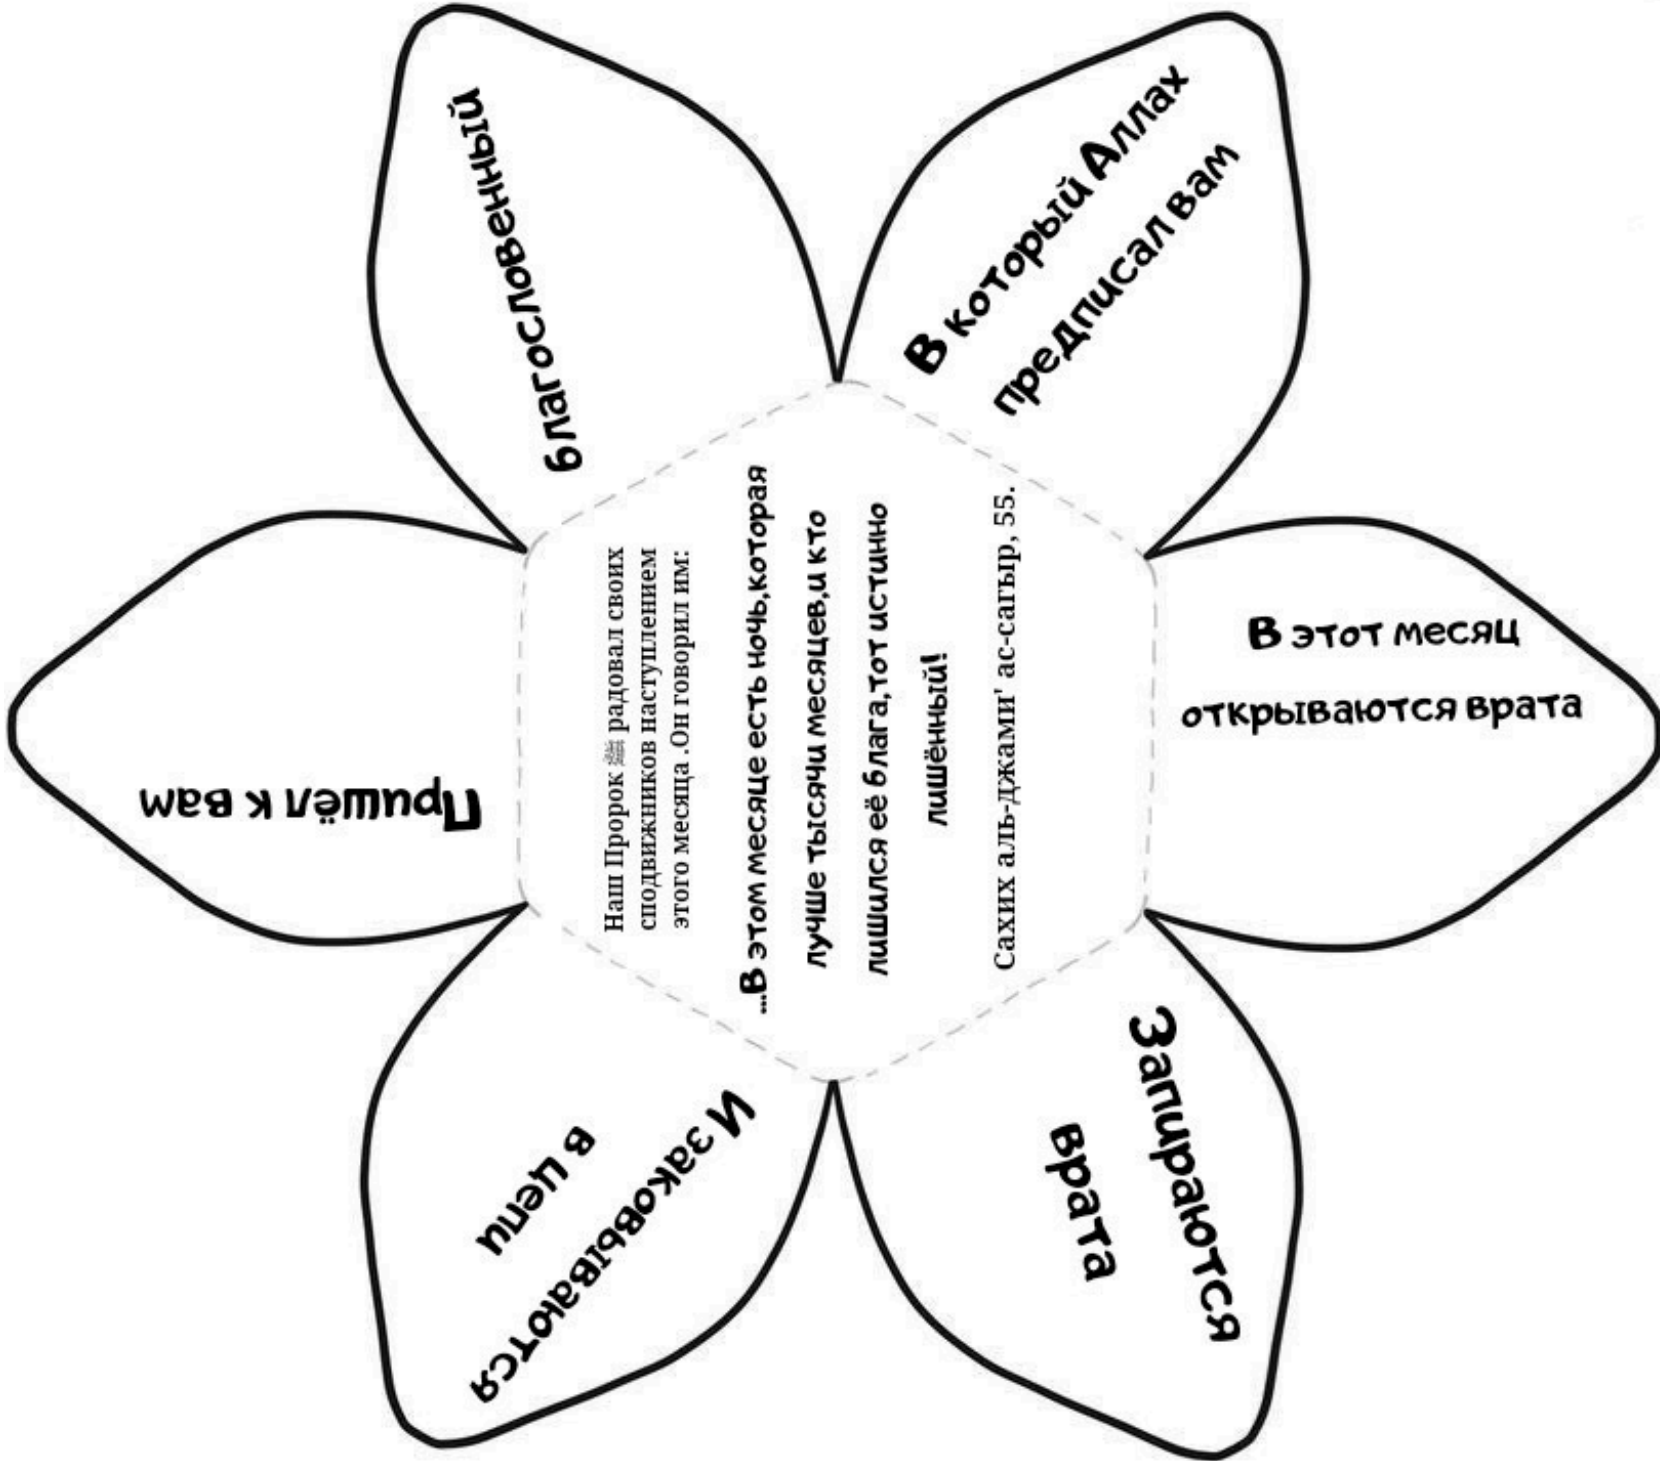 Наш Пророк ﷺ радовал своих
сподвижников наступлением
этого месяца .Он говорил им:
Пришёл к вам
благословенный
В который Аллах
предписал вам
В этот месяц
открываются врата
Запираются
врата
И заковываются
в цепи
...В этом месяце есть ночь,которая
лучше тысячи месяцев,и кто
лишился её блага,тот истинно
лишённый!
Сахих аль-джами' ас-сагыр, 55.